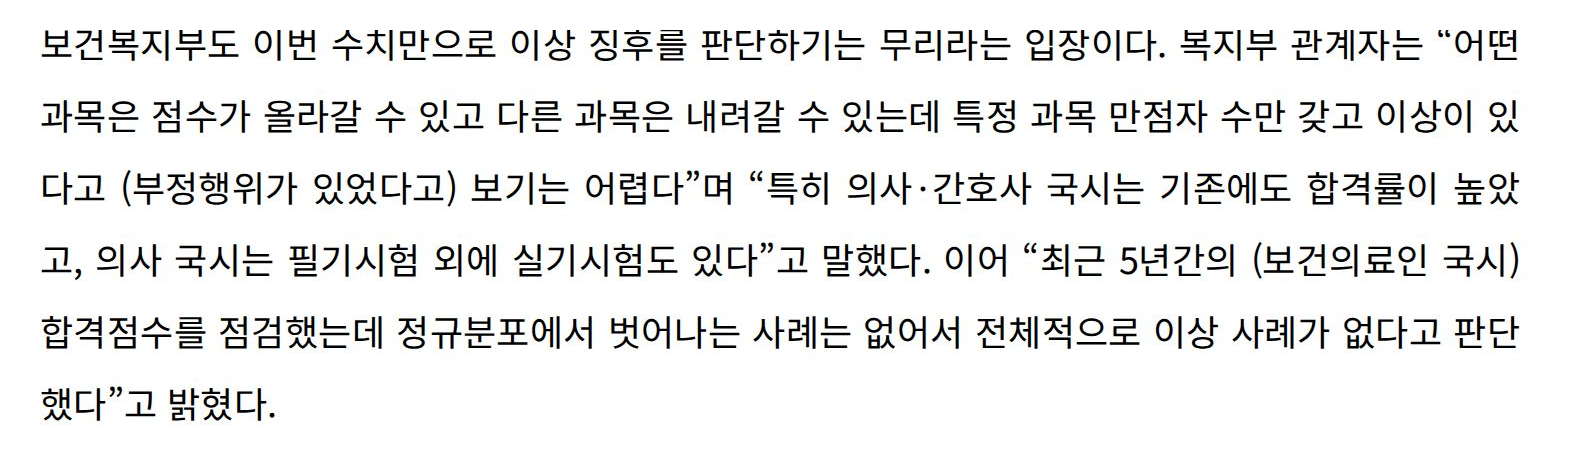 보건복지부도 이번 수치만으로 이상 징후를 판단하기는 무리라는 입장이다. 복지부 관계자는 “어떤
과목은 점수가 올라갈 수 있고 다른 과목은 내려갈 수 있는데 특정 과목 만점자 수만 갖고 이상이 있
다고 (부정행위가 있었다고) 보기는 어렵다”며 “특히 의사·간호사 국시는 기존에도 합격률이 높았
고, 의사 국시는 필기시험 외에 실기시험도 있다”고 말했다. 이어 “최근 5년간의 (보건의료인 국시)
합격점수를 점검했는데 정규분포에서 벗어나는 사례는 없어서 전체적으로 이상 사례가 없다고 판단
했다”고 밝혔다.